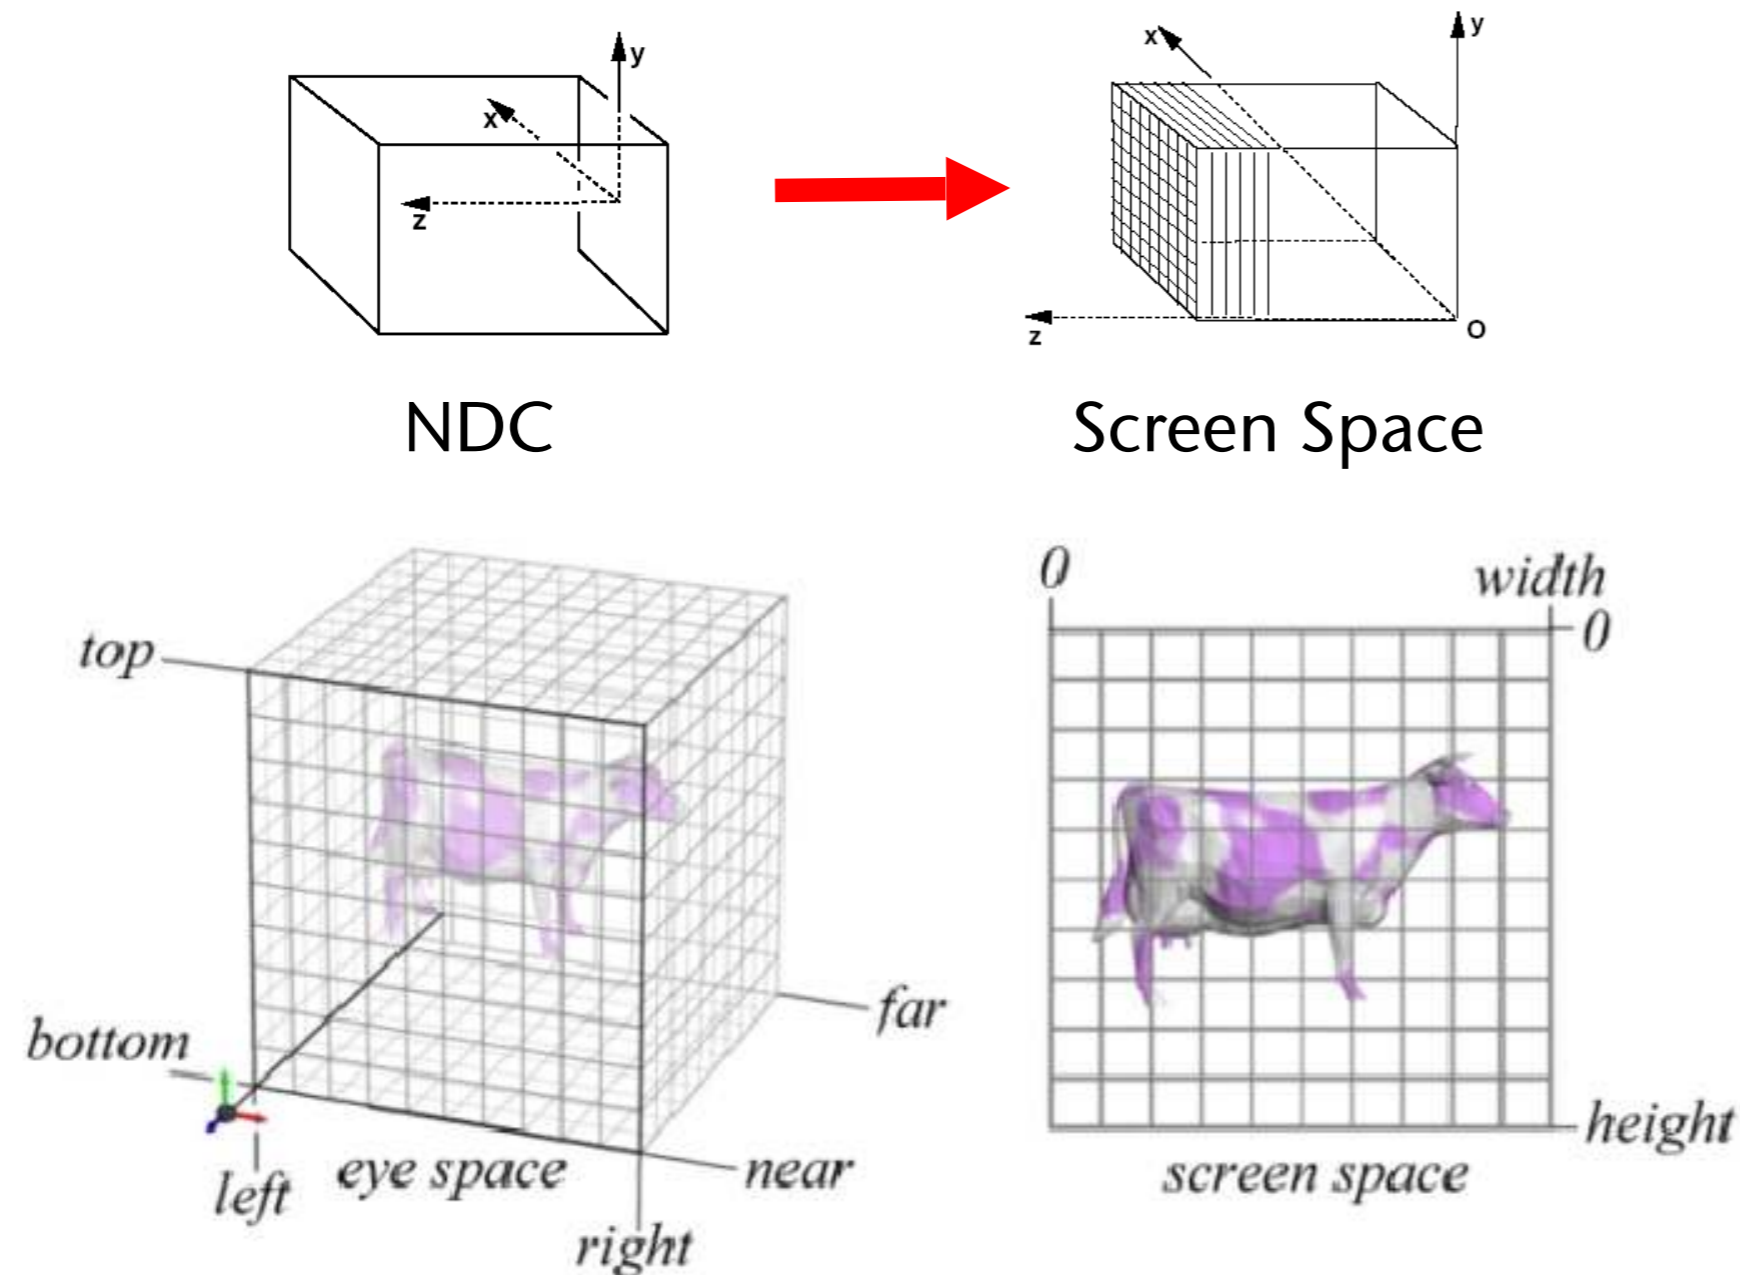 y
x
z
NDC
x
y
z
O
Screen Space
top
bottom
left
eye space
near
far
right
0
width
0
height
screen space